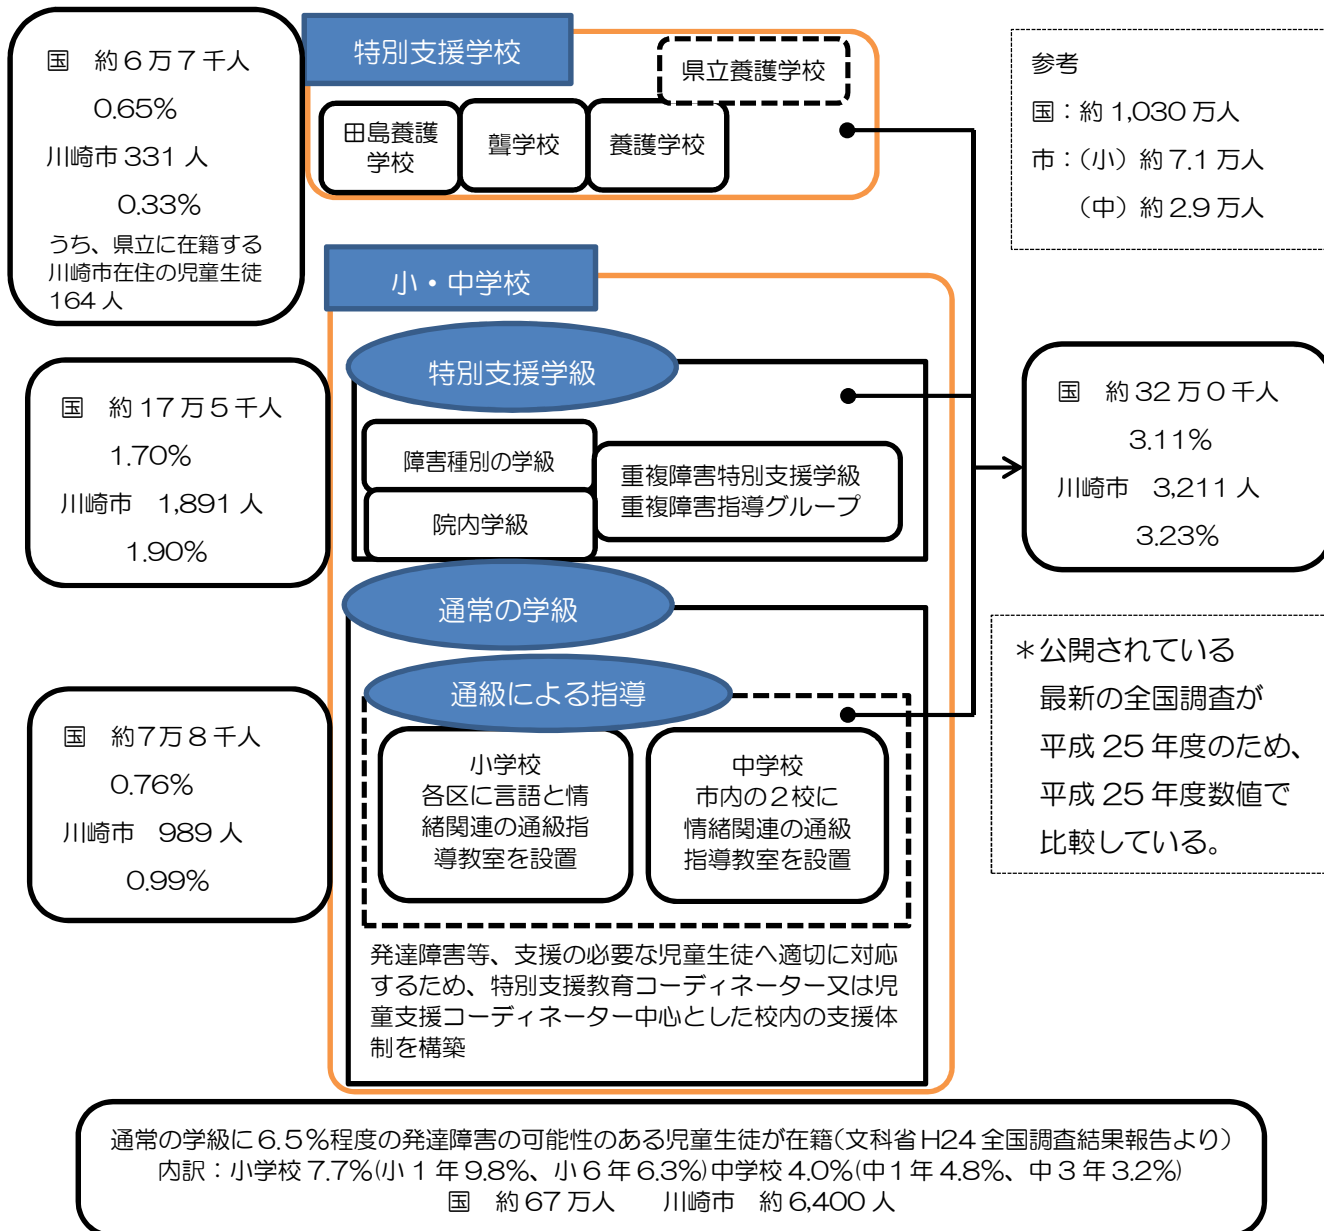 国　約6万7千人
0.65%
川崎市 331 人
0.33%
うち、県立に在籍する
川崎市在住の児童生徒
164 人
特別支援学校
県立養護学校
田島養護
学校
聾学校
養護学校
参考
国：約 1,030 万人
市：（小）約 7.1 万人
（中）約 2.9 万人
小・中学校
特別支援学級
障害種別の学級
院内学級
重複障害特別支援学級
重複障害指導グループ
国　約 17 万 5 千人
1.70%
川崎市　1,891 人
1.90%
国　約 32 万 0 千人
3.11%
川崎市　3,211 人
3.23%
通常の学級
通級による指導
小学校
各区に言語と情
緒関連の通級指
導教室を設置
中学校
市内の２校に
情緒関連の通級
指導教室を設置
国　約7万8千人
0.76%
川崎市　989 人
0.99%
＊公開されている
最新の全国調査が
平成 25 年度のため、
平成 25 年度数値で
比較している。
発達障害等、支援の必要な児童生徒へ適切に対応
するため、特別支援教育コーディネーター又は児
童支援コーディネーター中心とした校内の支援体
制を構築
通常の学級に 6.5％程度の発達障害の可能性のある児童生徒が在籍（文科省 H24 全国調査結果報告より）
内訳：小学校 7.7%(小 1 年 9.8%、小 6 年 6.3%)中学校 4.0%(中 1 年 4.8%、中 3 年 3.2%)
国　約 67 万人　　川崎市　約 6,400 人